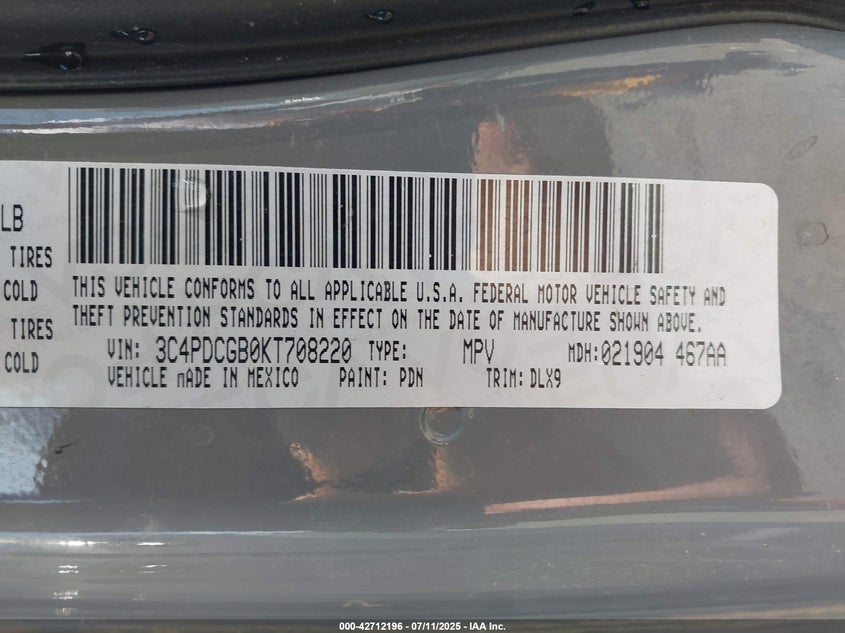 LB
TIRES
COLD
TIRES
COLD
THIS VEHICLE CONFORMS TO ALL APPLICABLE U.S.A. FEDERAL MOTOR VEHICLE SAFETY AND
THEFT PREVENTION STANDARDS IN EFFECT ON THE DATE OF MANUFACTURE SHOWN ABOVE.
VIN: 3C4PDCGB0KT708220 TYPE: MPV MDH:021904 467AA
VEHICLE mADE IN MEXICO PAINT: PDN TRIM: DLX9
000-42712196 - 07/11/2025 - IAA Inc.